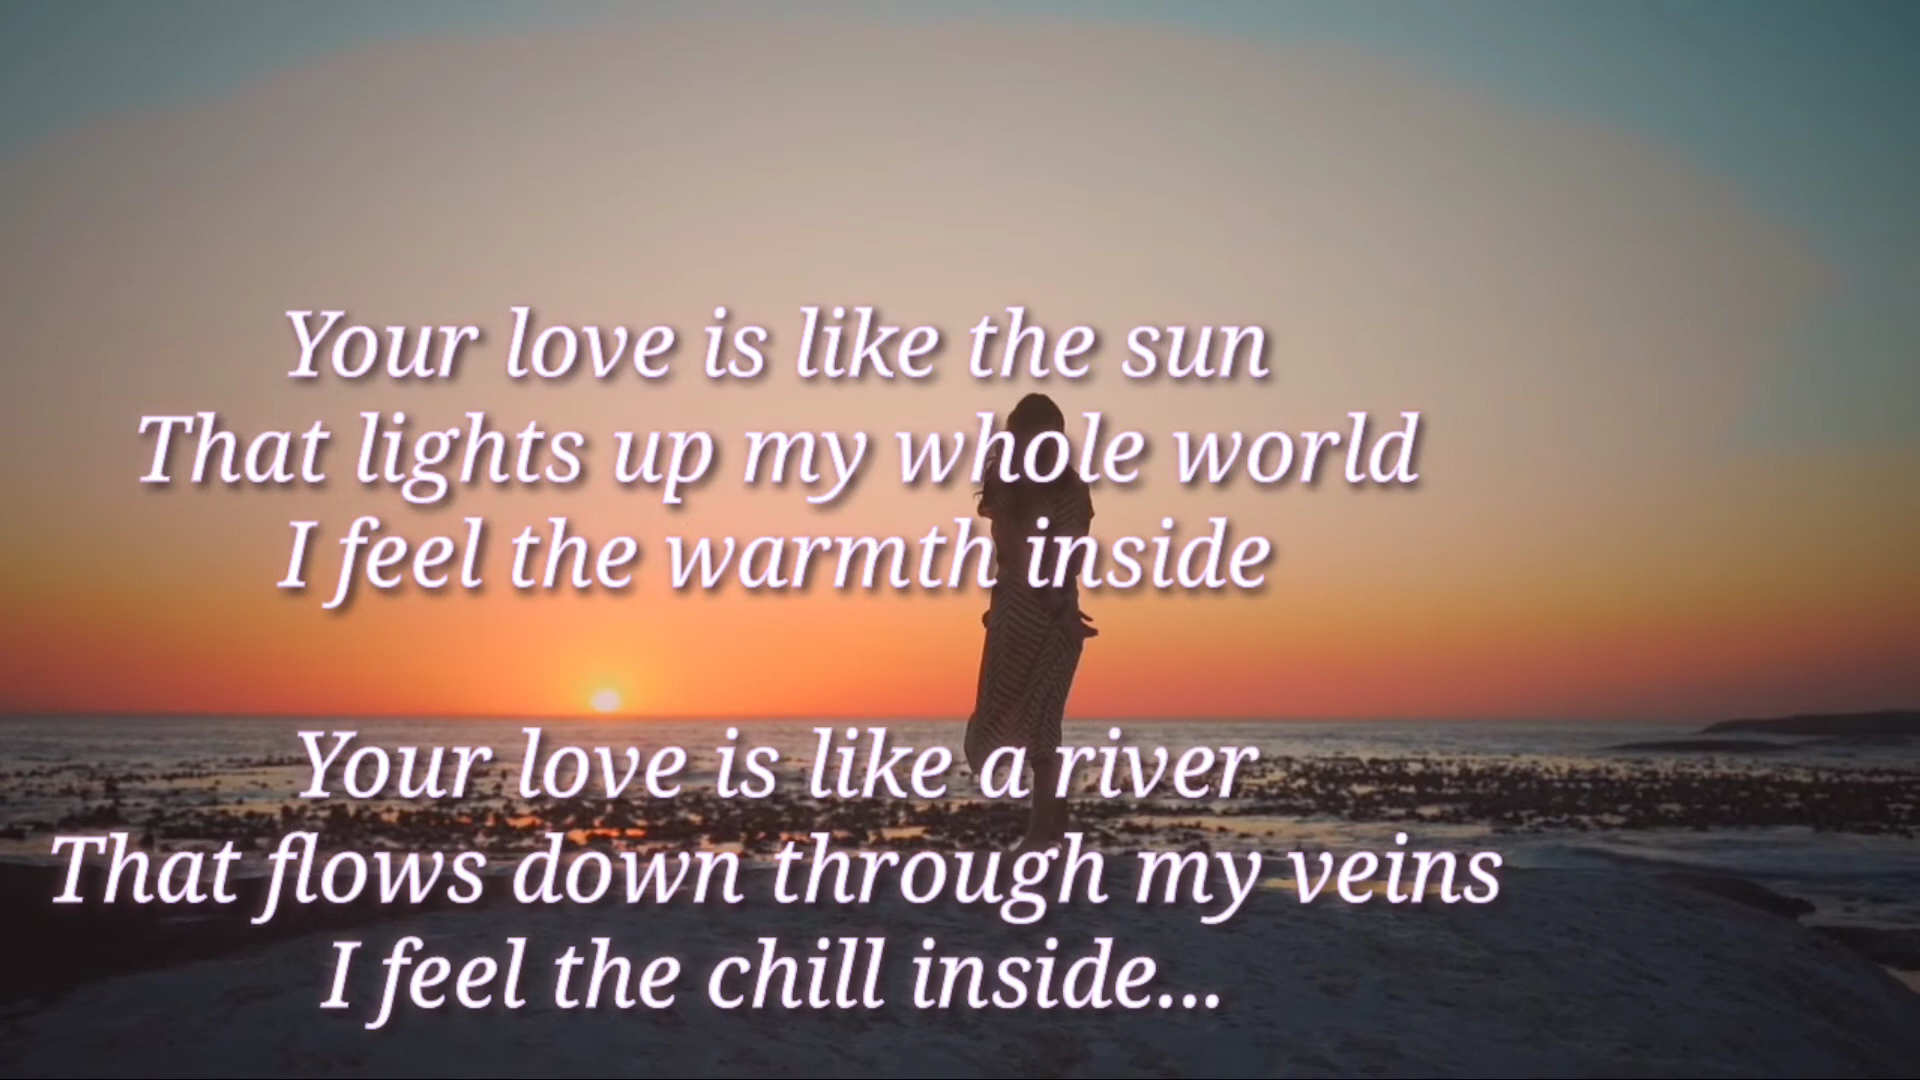 Your love is like the sun
That lights up my whole world
I feel the warmth inside
Your love is like a river
That flows down through my veins
I feel the chill inside...